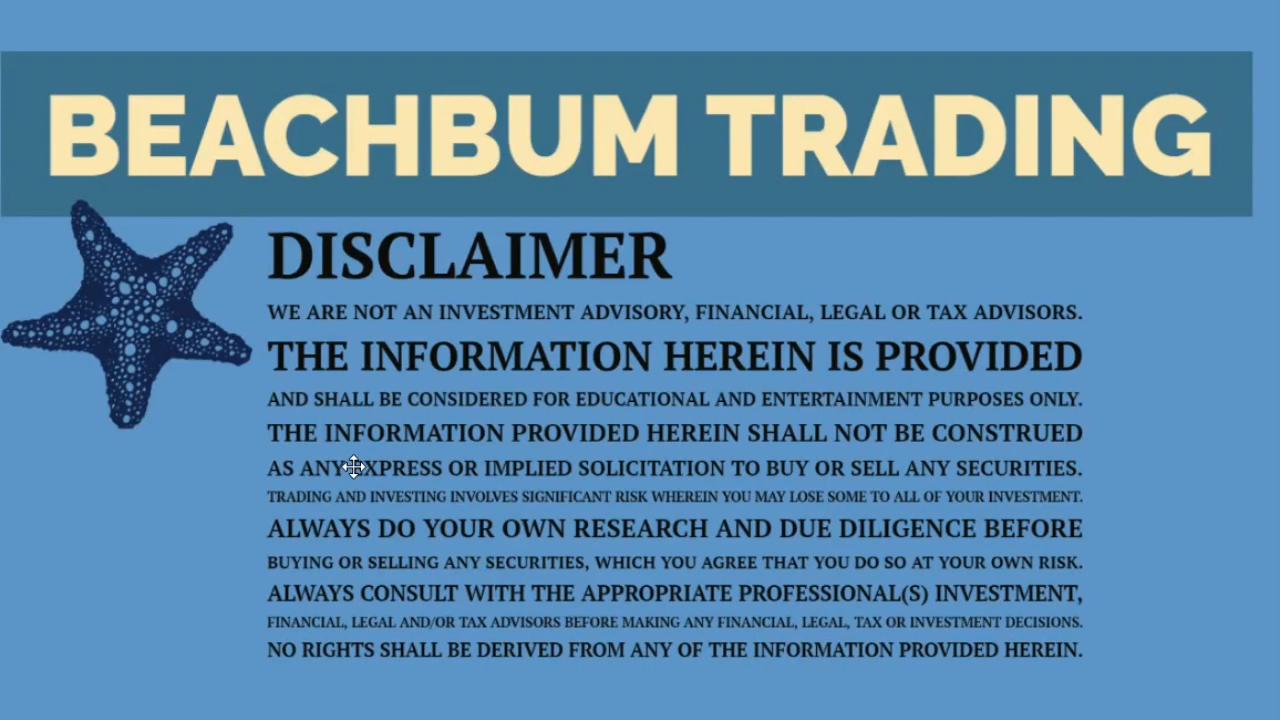 BEACHBUM TRADING
DISCLAIMER
WE ARE NOT AN INVESTMENT ADVISORY, FINANCIAL, LEGAL OR TAX ADVISORS.
THE INFORMATION HEREIN IS PROVIDED
AND SHALL BE CONSIDERED FOR EDUCATIONAL AND ENTERTAINMENT PURPOSES ONLY.
THE INFORMATION PROVIDED HEREIN SHALL NOT BE CONSTRUED
AS ANY EXPRESS OR IMPLIED SOLICITATION TO BUY OR SELL ANY SECURITIES.
TRADING AND INVESTING INVOLVES SIGNIFICANT RISK WHEREIN YOU MAY LOSE SOME TO ALL OF YOUR INVESTMENT.
ALWAYS DO YOUR OWN RESEARCH AND DUE DILIGENCE BEFORE
BUYING OR SELLING ANY SECURITIES, WHICH YOU AGREE THAT YOU DO SO AT YOUR OWN RISK.
ALWAYS CONSULT WITH THE APPROPRIATE PROFESSIONAL(S) INVESTMENT,
FINANCIAL, LEGAL AND/OR TAX ADVISORS BEFORE MAKING ANY FINANCIAL, LEGAL, TAX OR INVESTMENT DECISIONS.
NO RIGHTS SHALL BE DERIVED FROM ANY OF THE INFORMATION PROVIDED HEREIN.